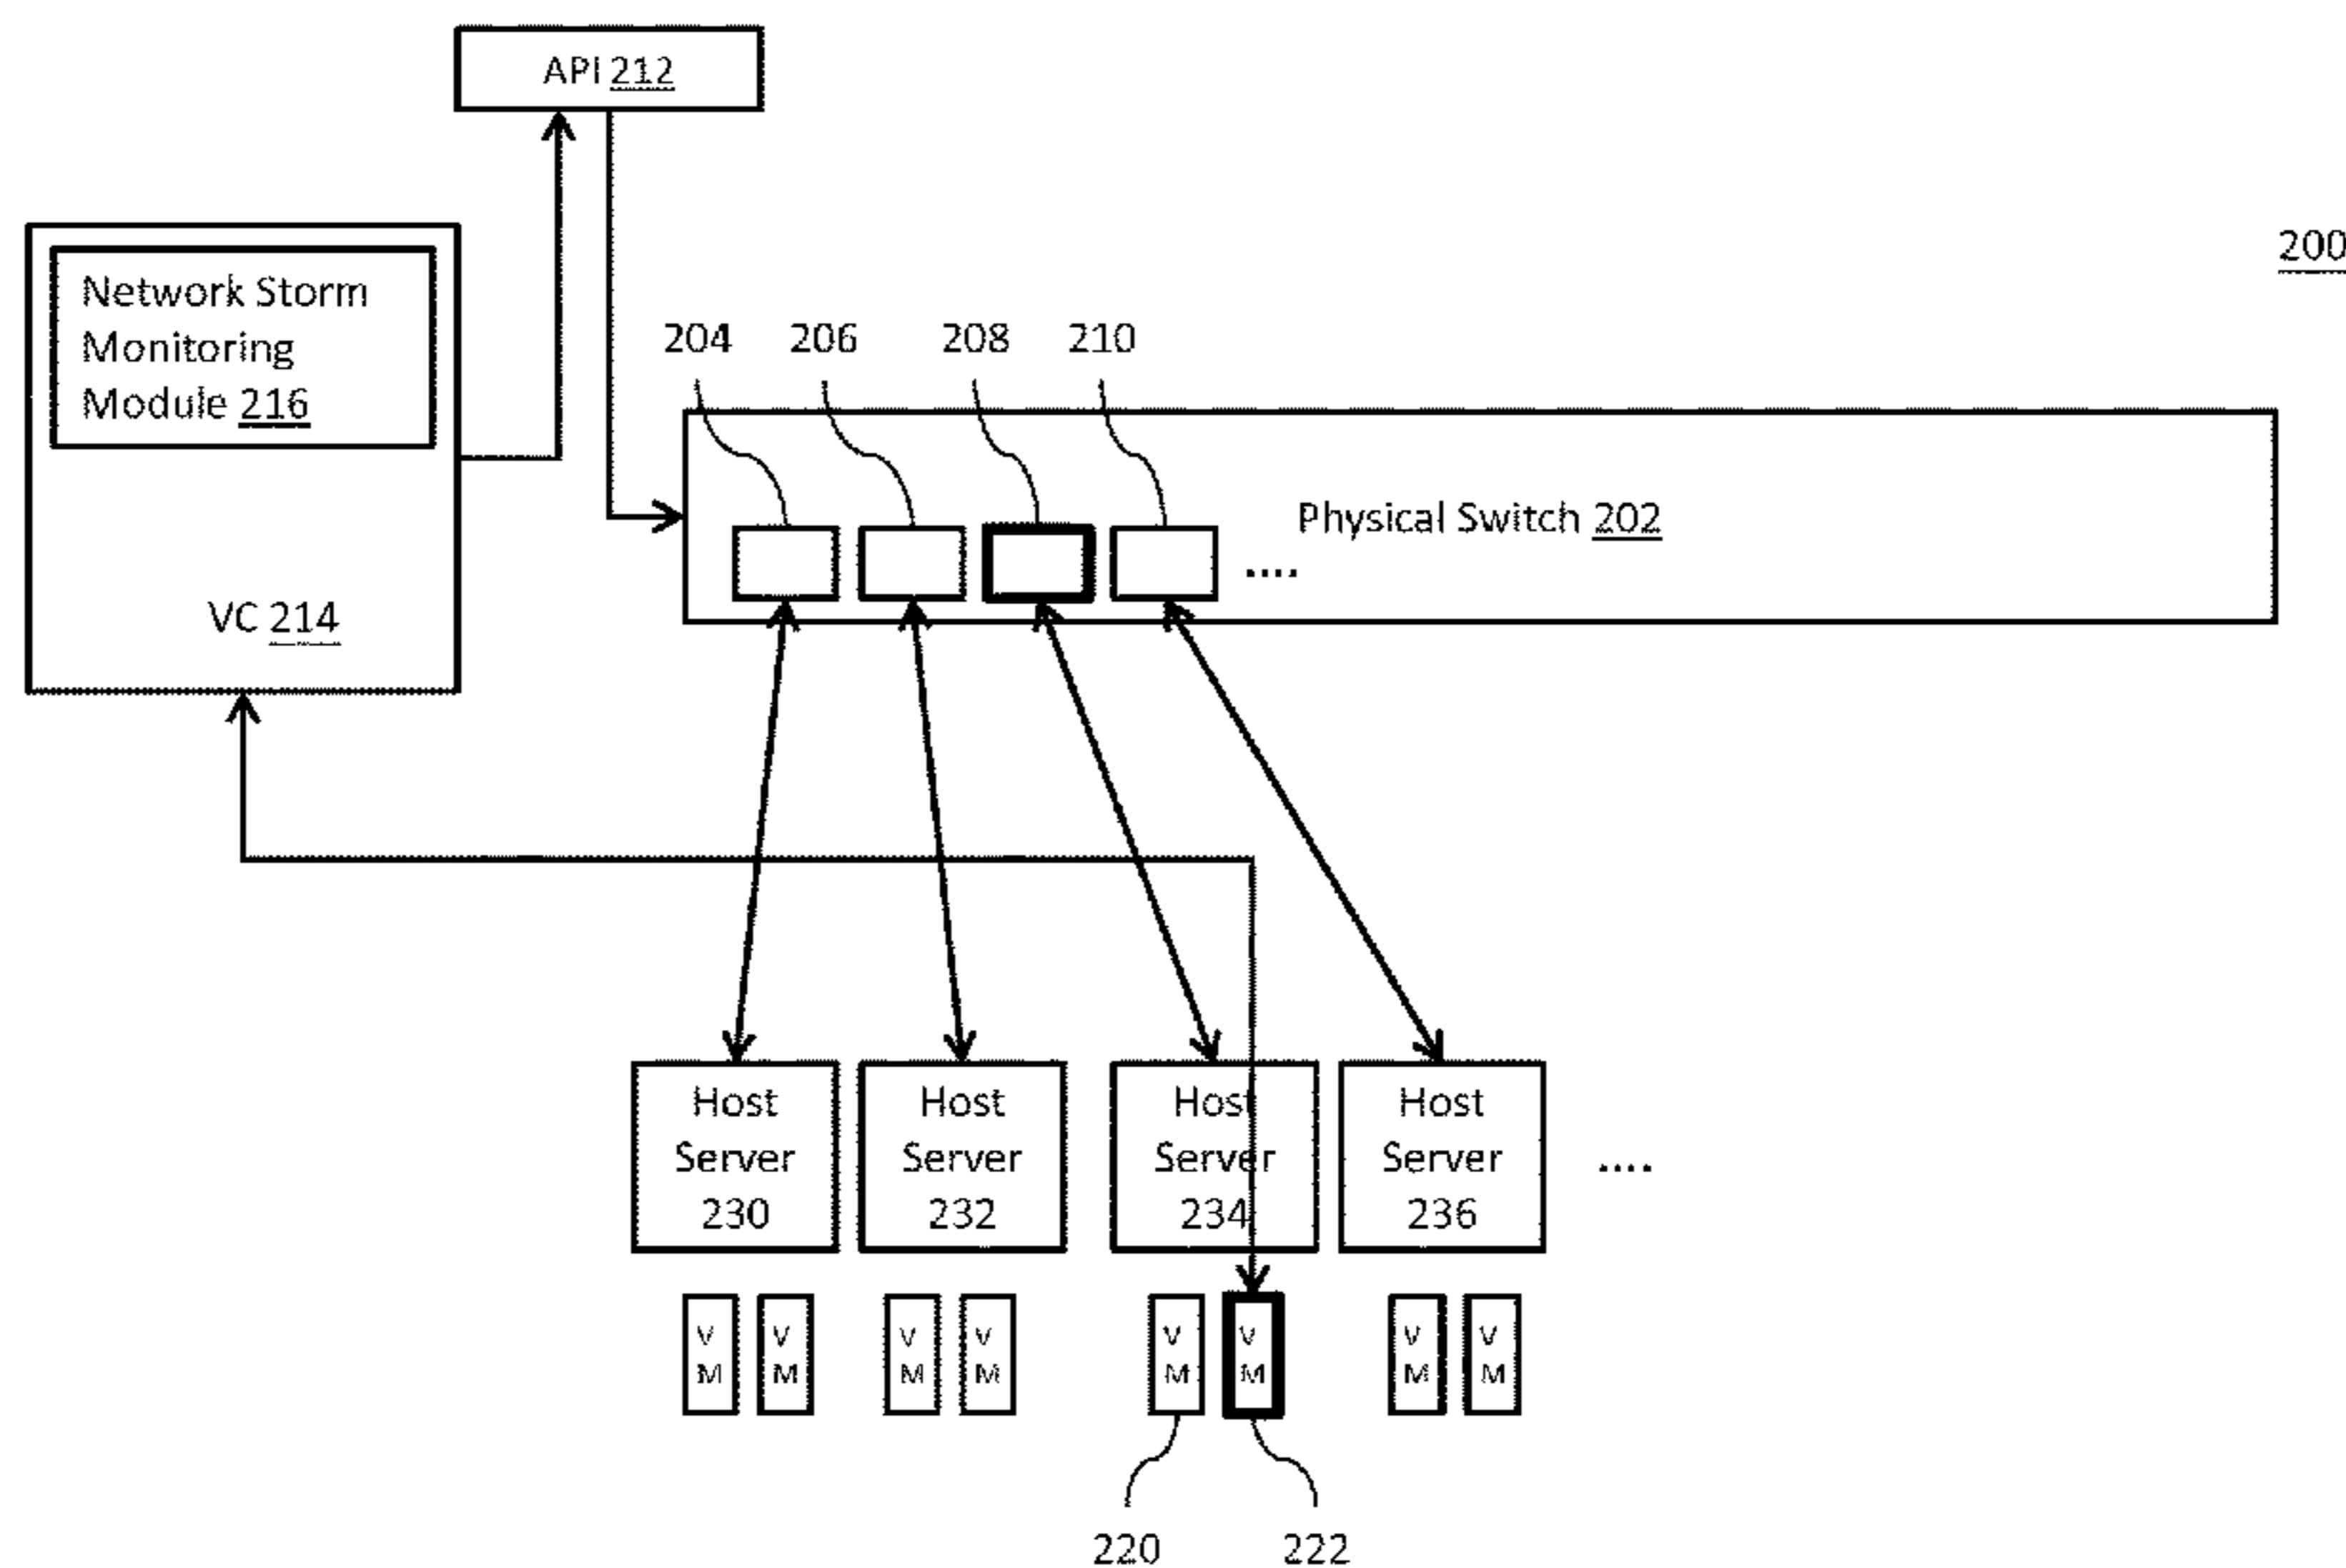 API 212
200
Network Storm
Monitoring
Module 216
204 206 208 210
Physical Switch 202
....
VC 214
Host Server 230
Host Server 232
Host Server 234
Host Server 236
....
V M
V M
V M
V M
V M
V M
V M
V M
220 222